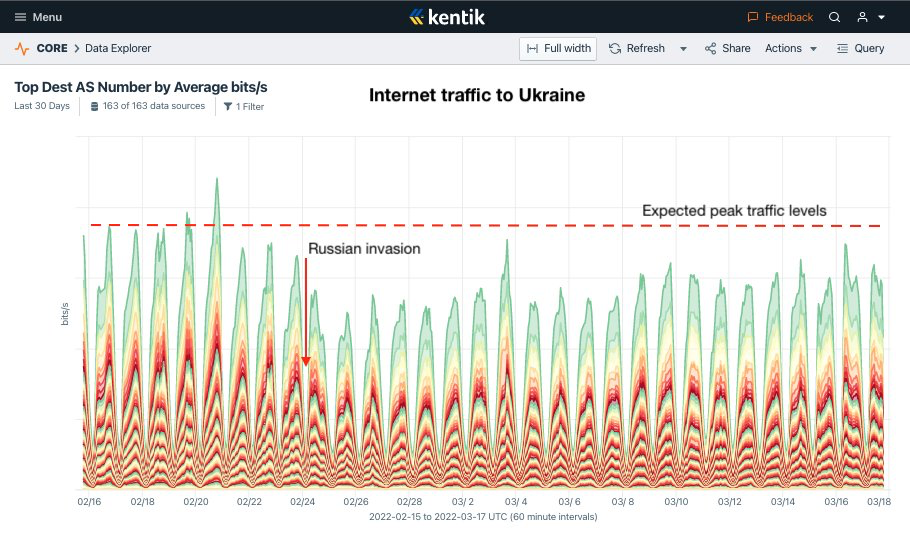 Menu
kentik
Feedback
CORE > Data Explorer
Full width
Refresh
Share
Actions
Query
Top Dest AS Number by Average bits/s
Last 30 Days
163 of 163 data sources
1 Filter
Internet traffic to Ukraine
Expected peak traffic levels
Russian invasion
bits/s
02/16 02/18 02/20 02/22 02/24 02/26 02/28 03/ 2 03/ 4 03/ 6 03/ 8 03/10 03/12 03/14 03/16 03/18
2022-02-15 to 2022-03-17 UTC (60 minute intervals)